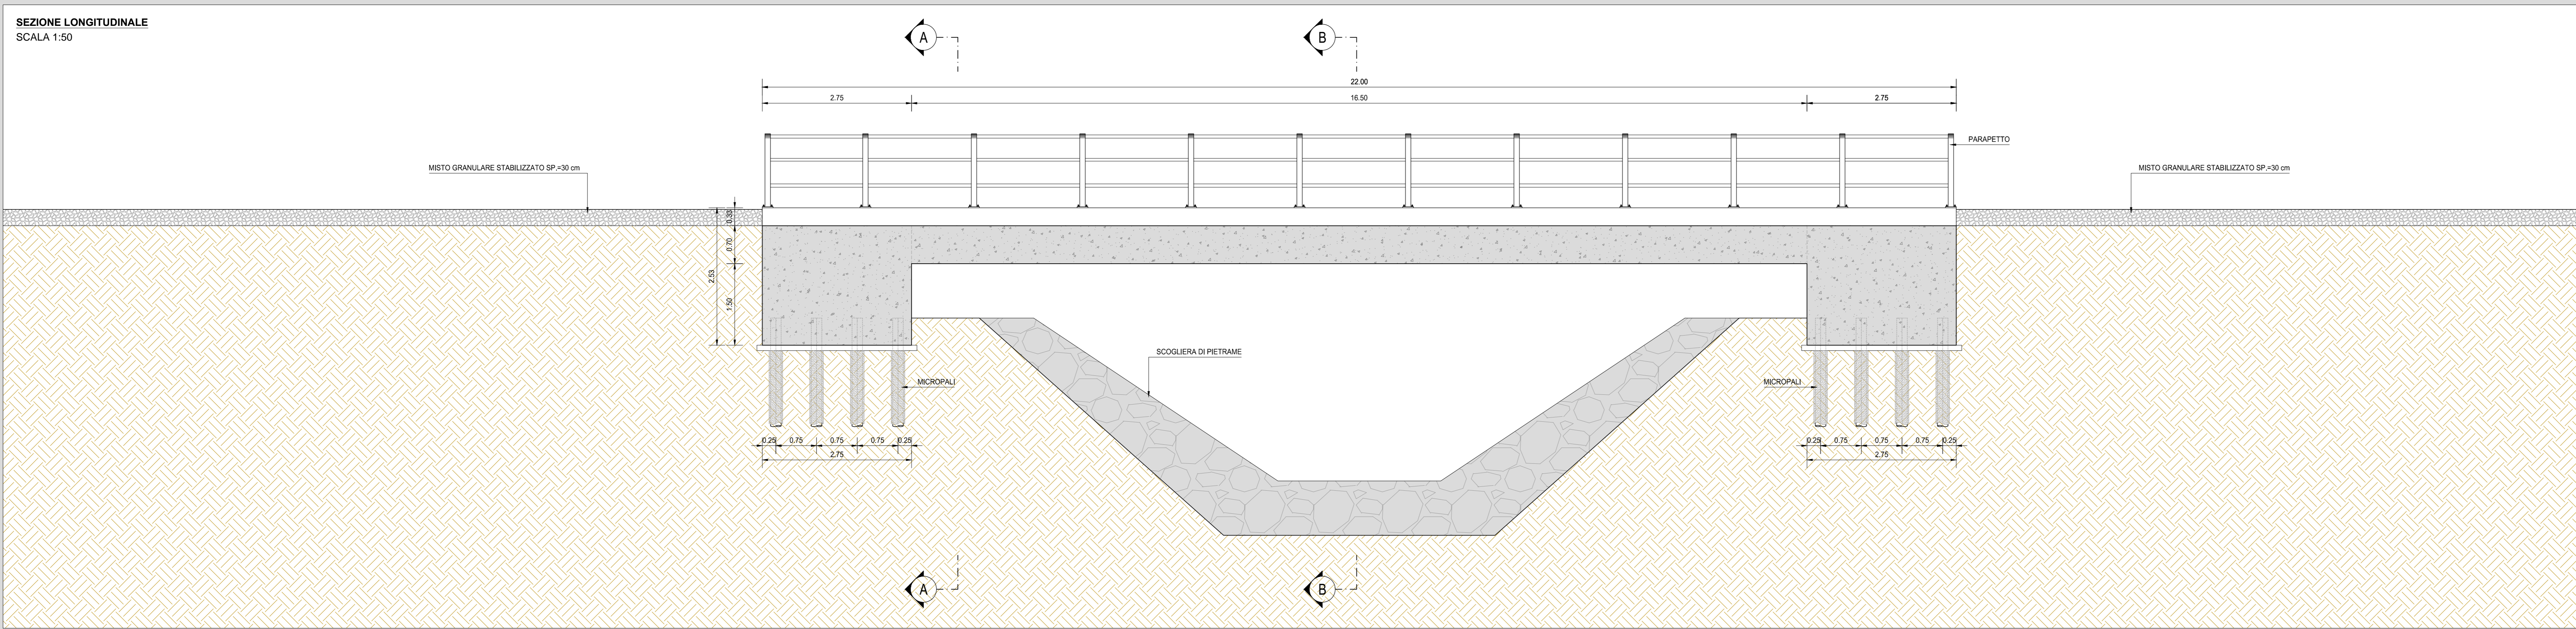 SEZIONE LONGITUDINALE
SCALA 1:50
A
B
22.00
2.75
16.50
2.75
PARAPETTO
MISTO GRANULARE STABILIZZATO SP.=30 cm
MISTO GRANULARE STABILIZZATO SP.=30 cm
0.33
0.70
2.53
1.50
SCOGLIERA DI PIETRAME
MICROPALI
MICROPALI
0.25
0.75
0.75
0.75
0.25
2.75
0.25
0.75
0.75
0.75
0.25
2.75
A
B